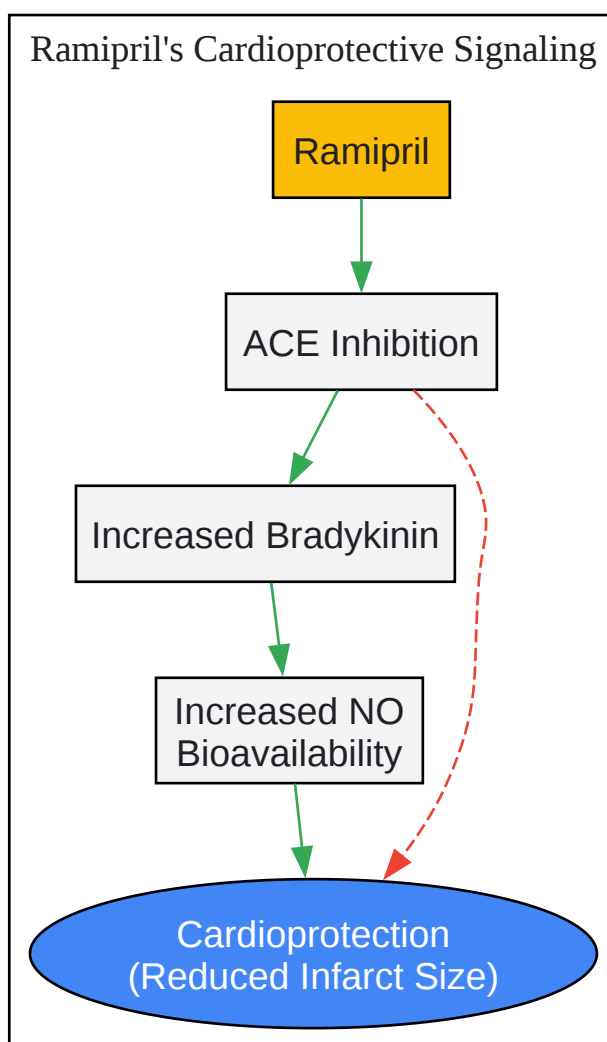 Ramipril's Cardioprotective Signaling
Ramipril
ACE Inhibition
Increased Bradykinin
Increased NO
Bioavailability
Cardioprotection
(Reduced Infarct Size)